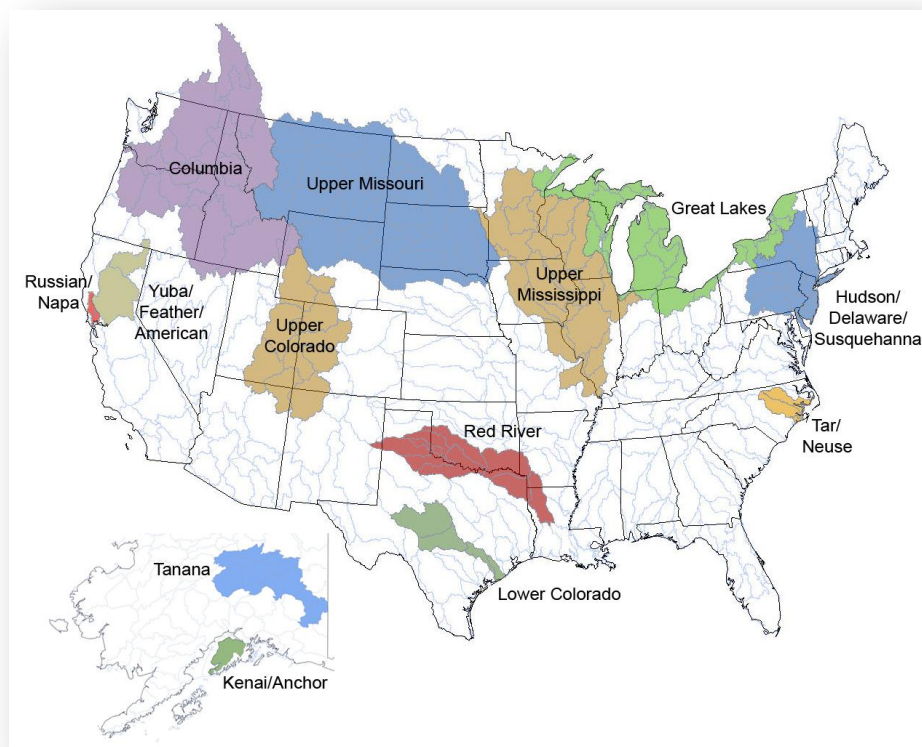 Columbia
Upper Missouri
Great Lakes
Russian/
Napa
Yuba/
Feather/
American
Upper
Mississippi
Hudson/
Delaware/
Susquehanna
Upper
Colorado
Red River
Tar/
Neuse
Tanana
Lower Colorado
Kenai/Anchor